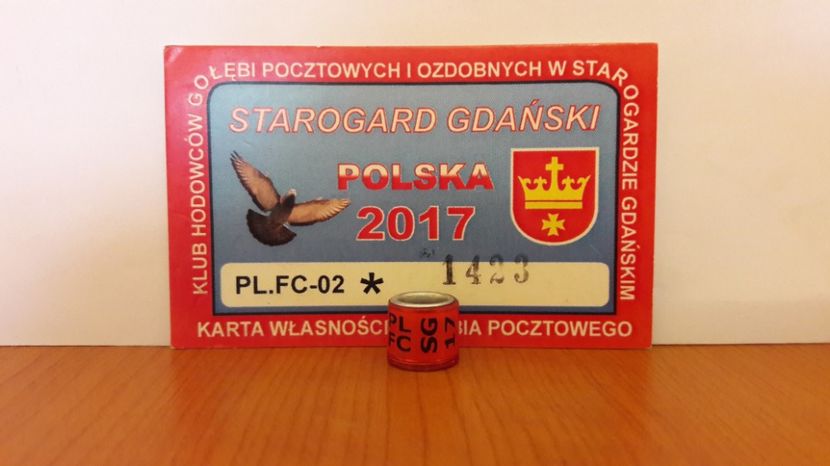 KLUB HODOWCÓW GOŁĘBI POCZTOWYCH I OZDOBNYCH W STAROGARDZIE GDAŃSKIM
STAROGARD GDAŃSKI
POLSKA
2017
PL.FC-02 * 1423
KARTA WŁASNOŚCI BIA POCZTOWEGO
PL FC
SG
17